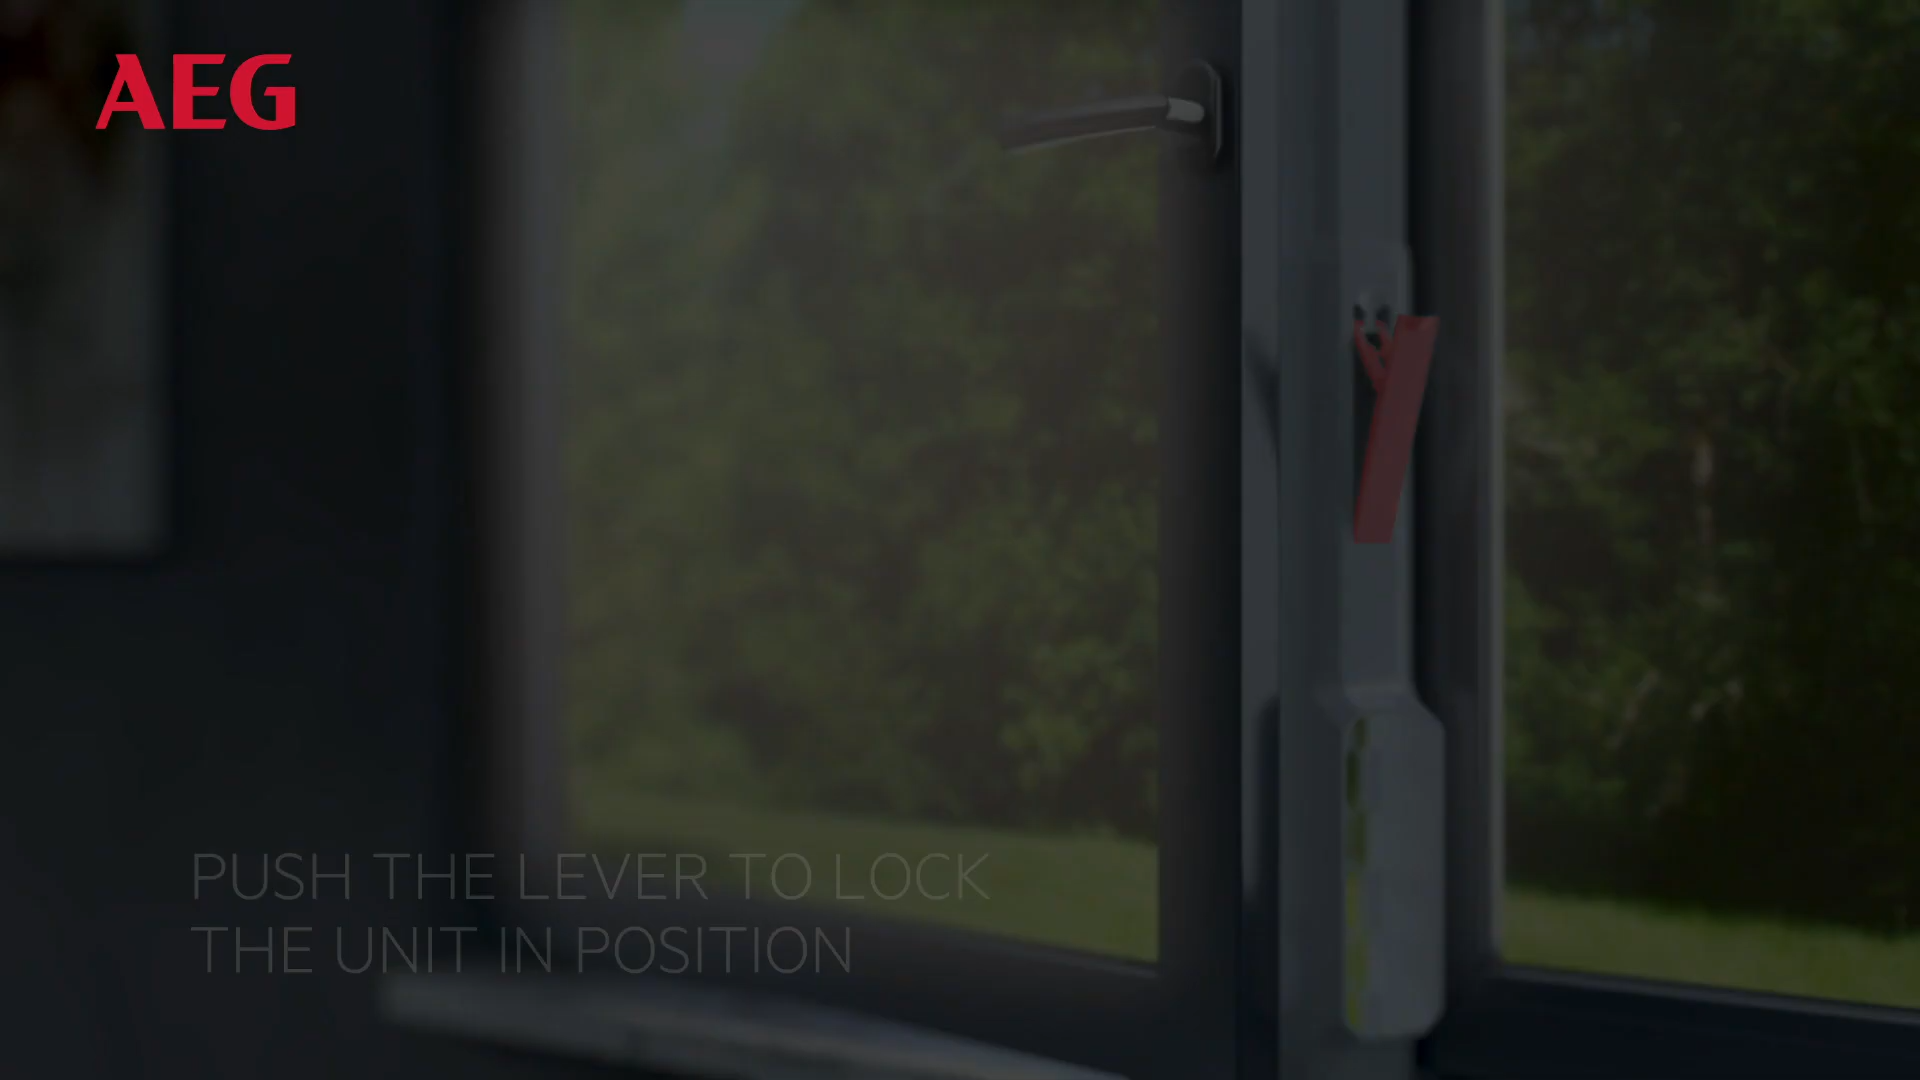 AEG
PUSH THE LEVER TO LOCK
THE UNIT IN POSITION